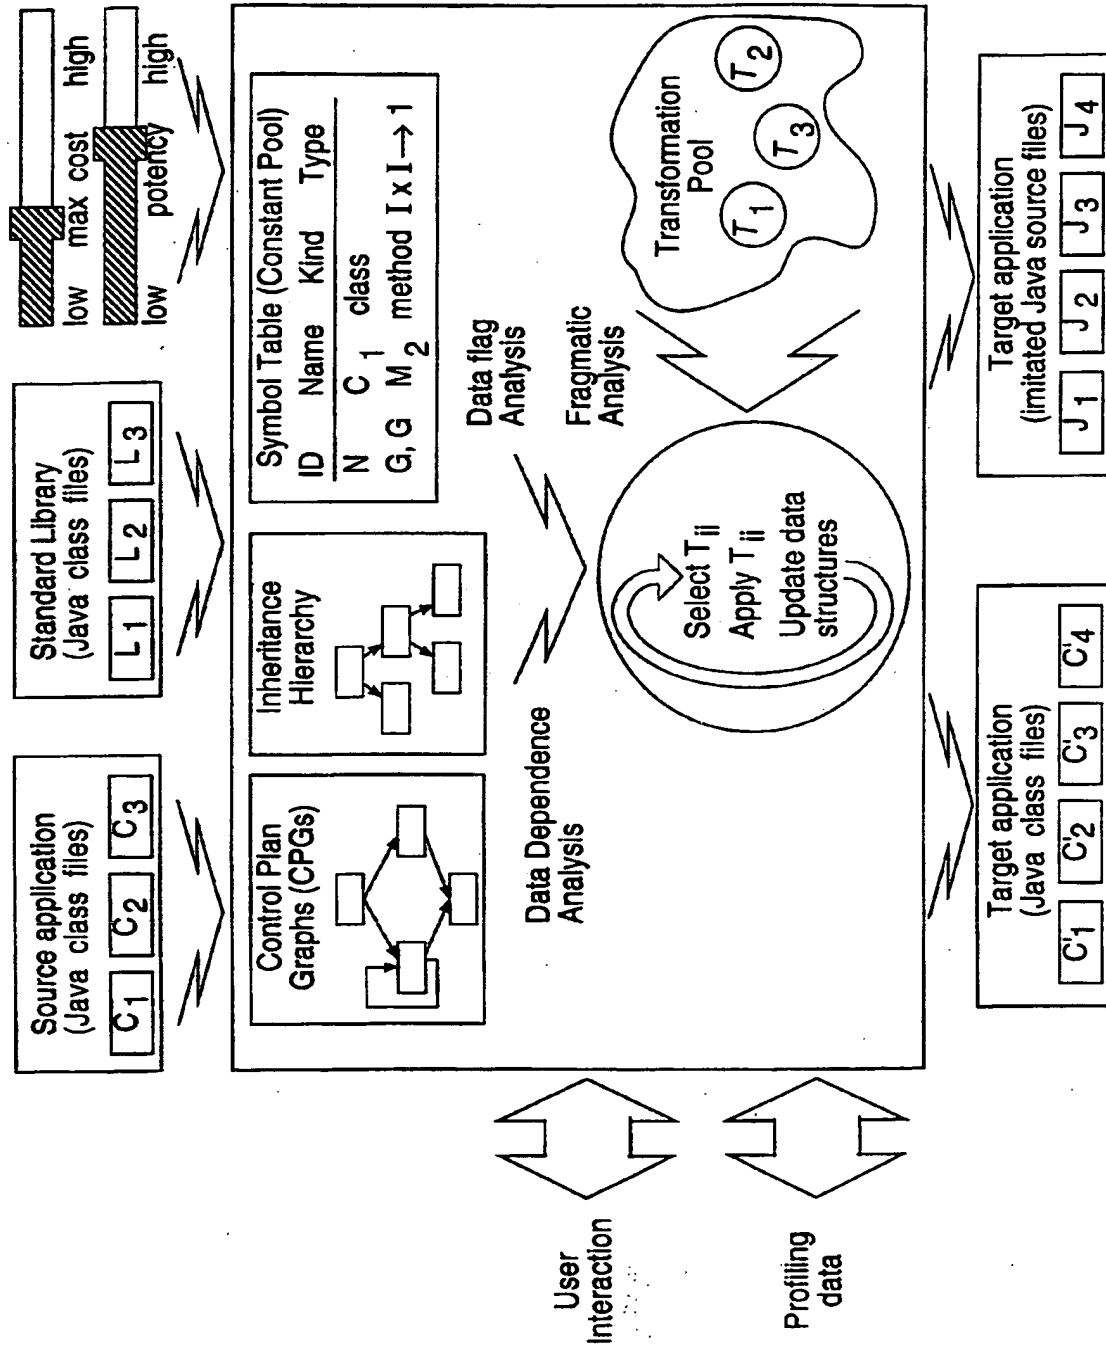 Source application
(Java class files)
C1 C2 C3
Standard Library
(Java class files)
L1 L2 L3
low max cost high
low potency high
Control Plan
Graphs (CPGs)
Inheritance
Hierarchy
Symbol Table (Constant Pool)
ID Name Kind Type
N C1 class
G, G M2 method I x I → 1
Data Dependence
Analysis
Data flag
Analysis
Fragmatic
Analysis
Select Tii
Apply Tii
Update data
structures
Transformation
Pool
T1 T3 T2
User
Interaction
Profiling
data
Target application
(Java class files)
C'1 C'2 C'3 C'4
Target application
(imitated Java source files)
J1 J2 J3 J4